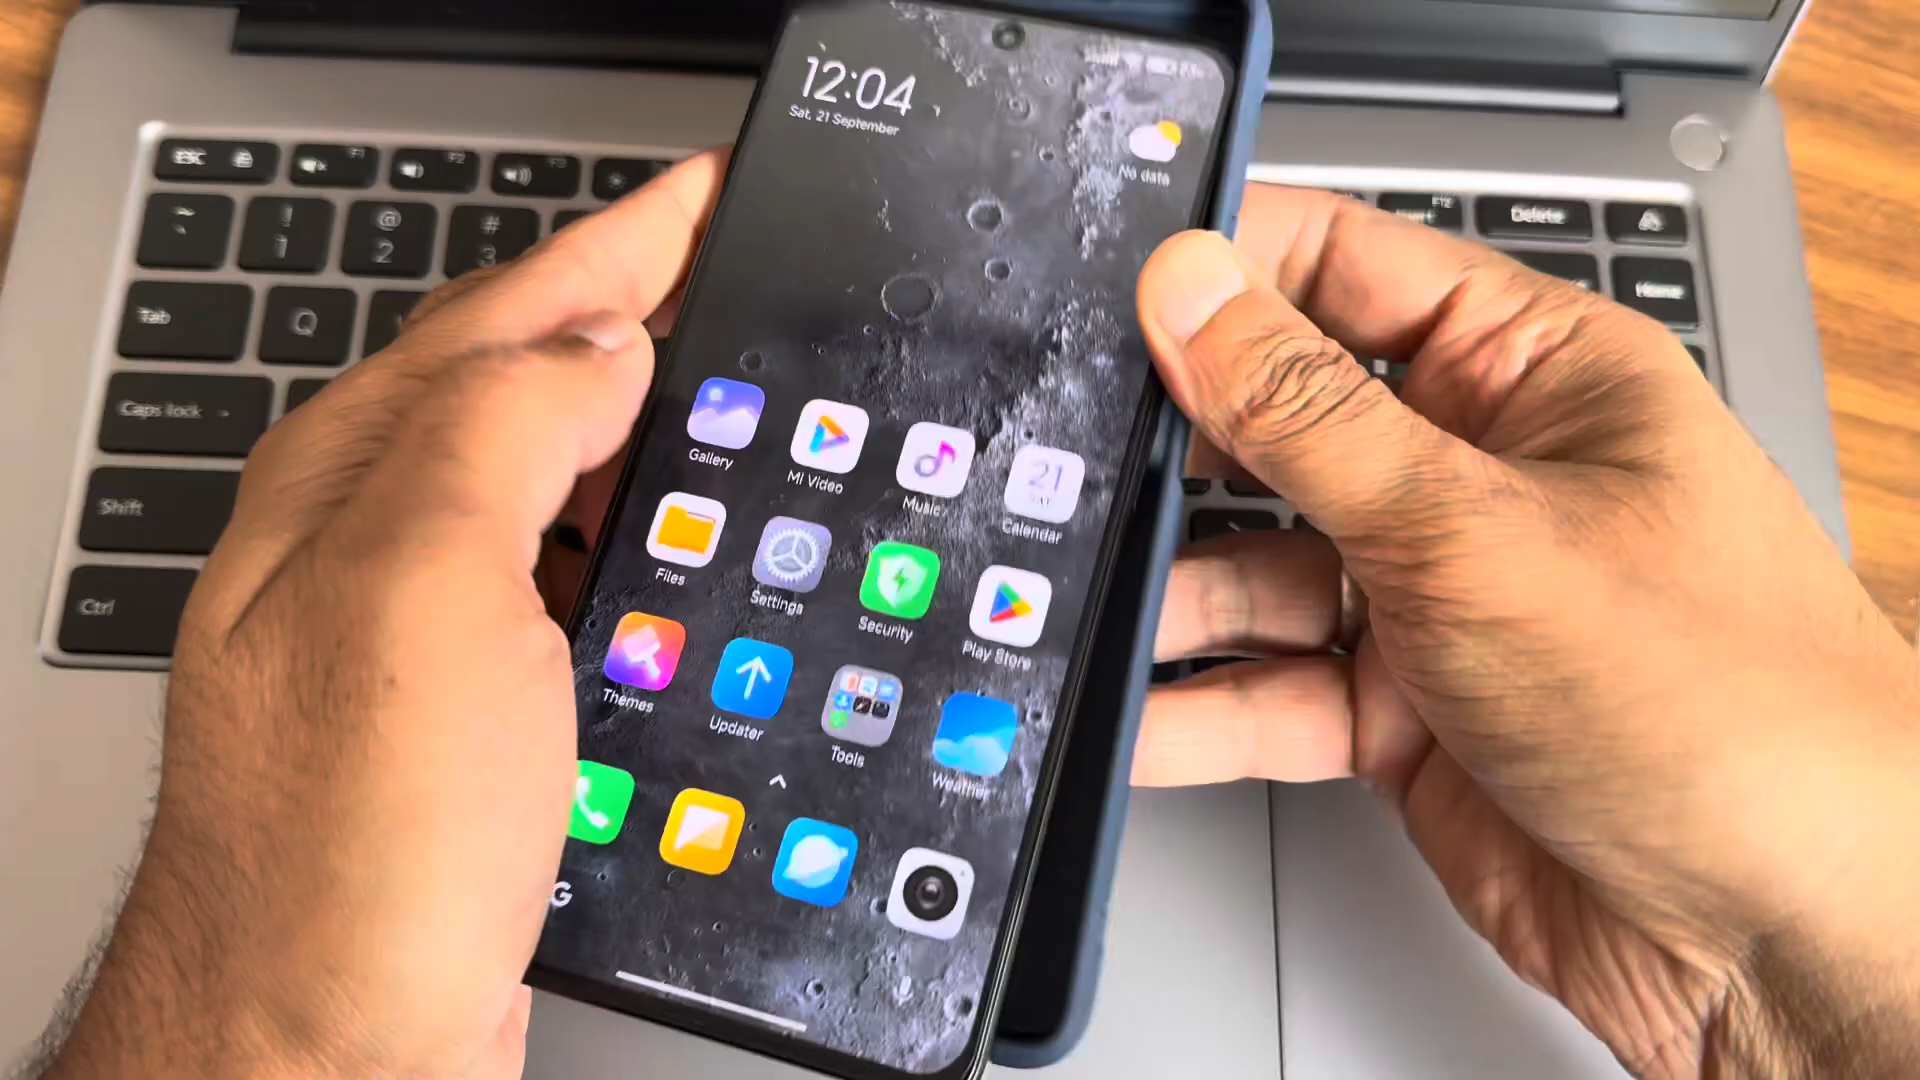 12:04
Sat, 21 September
No data
Gallery
Mi Video
Music
21
Calendar
Files
Settings
Security
Play Store
Themes
Updater
Tools
Weather
G
ESC
F1
F2
F3
F12
Delete
~
!
1
@
2
#
3
Home
Tab
Q
Caps lock
Shift
Ctrl